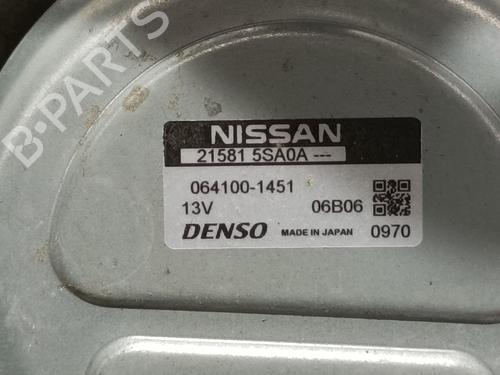 B-PARTS
NISSAN
21581 5SA0A ---
064100-1451
13V 06B06
DENSO MADE IN JAPAN 0970